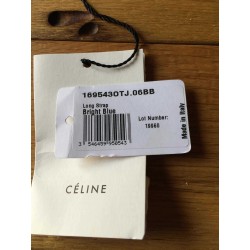 169543OTJ.06BB
Long Strap
Bright Blue
Lot Number:
Made in Italy
CÉLINE